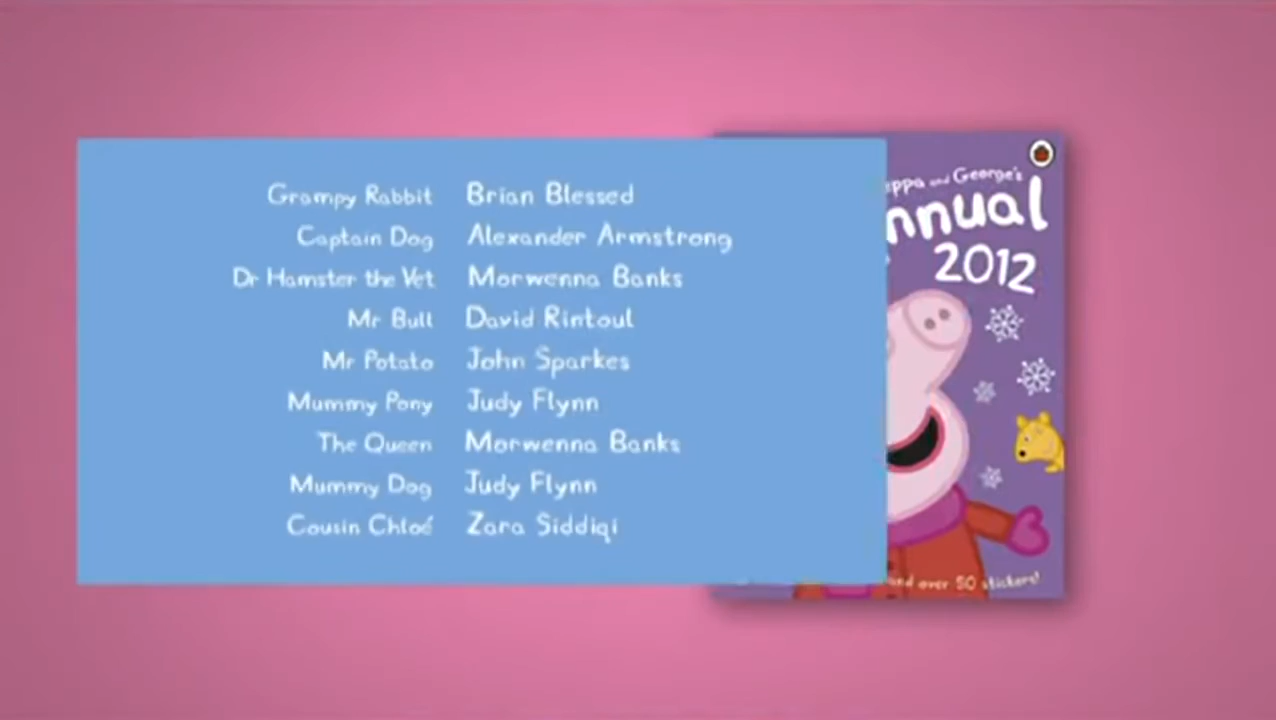 Grampy Rabbit Brian Blessed
Captain Dog Alexander Armstrong
Dr Hamster the Vet Morwenna Banks
Mr Bull David Rintoul
Mr Potato John Sparkes
Mummy Pony Judy Flynn
The Queen Morwenna Banks
Mummy Dog Judy Flynn
Cousin Chloé Zara Siddiqi
eppa and George's
nnual
2012
and over 50 stickers!